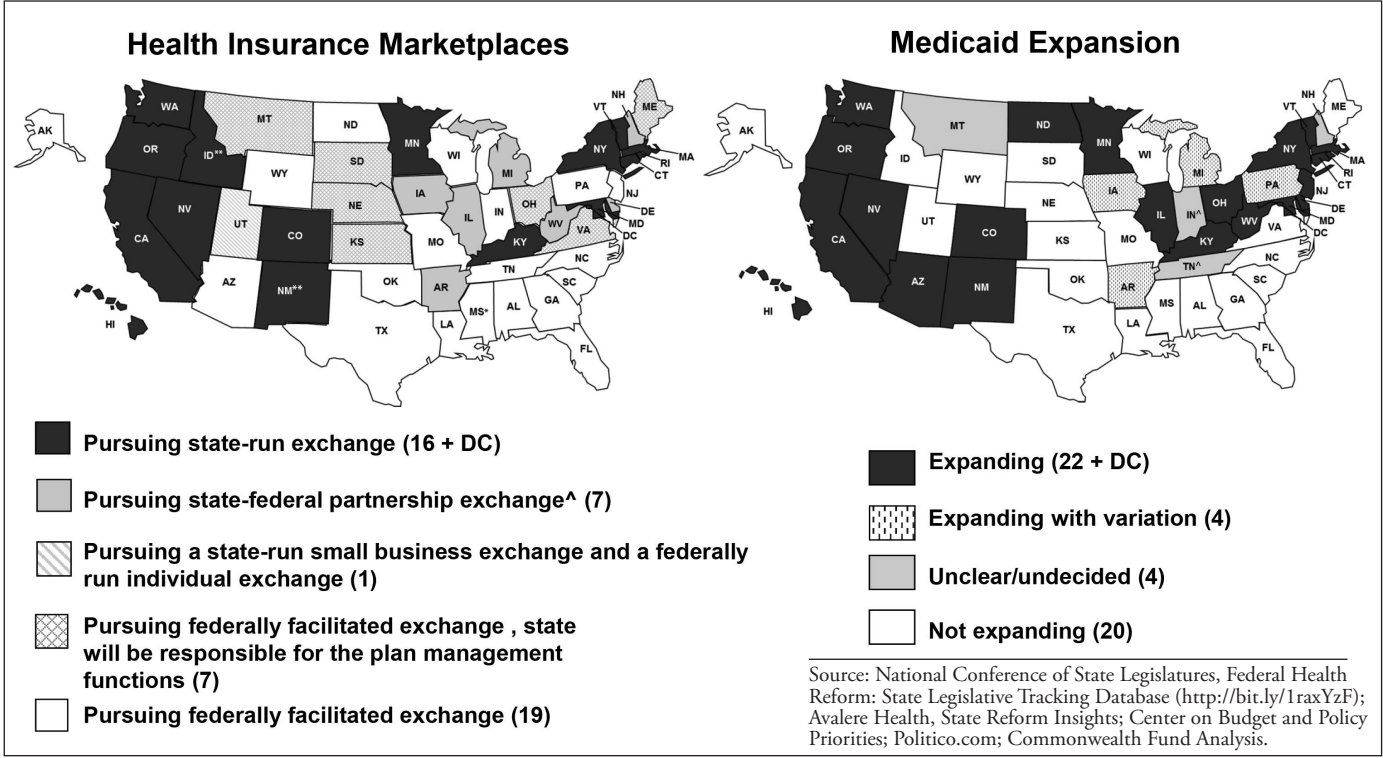 Health Insurance Marketplaces
WA
OR
CA
NV
ID**
MT
WY
UT
AZ
CO
NM**
ND
SD
NE
KS
OK
TX
MN
IA
MO
AR
LA
WI
IL
MI
IN
OH
KY
TN
MS*
AL
GA
FL
SC
NC
VA
WV
PA
NY
VT
NH
ME
MA
RI
CT
NJ
DE
MD
DC
AK
HI
Pursuing state-run exchange (16 + DC)
Pursuing state-federal partnership exchange^ (7)
Pursuing a state-run small business exchange and a federally
run individual exchange (1)
Pursuing federally facilitated exchange , state
will be responsible for the plan management
functions (7)
Pursuing federally facilitated exchange (19)
Medicaid Expansion
WA
OR
CA
NV
ID
MT
WY
UT
AZ
CO
NM
ND
SD
NE
KS
OK
TX
MN
IA
MO
AR
LA
WI
IL
MI
IN^
OH
KY
TN^
MS
AL
GA
FL
SC
NC
VA
WV
PA
NY
VT
NH
ME
MA
RI
CT
NJ
DE
MD
DC
AK
HI
Expanding (22 + DC)
Expanding with variation (4)
Unclear/undecided (4)
Not expanding (20)
Source: National Conference of State Legislatures, Federal Health
Reform: State Legislative Tracking Database (http://bit.ly/1raxYzF);
Avalere Health, State Reform Insights; Center on Budget and Policy
Priorities; Politico.com; Commonwealth Fund Analysis.